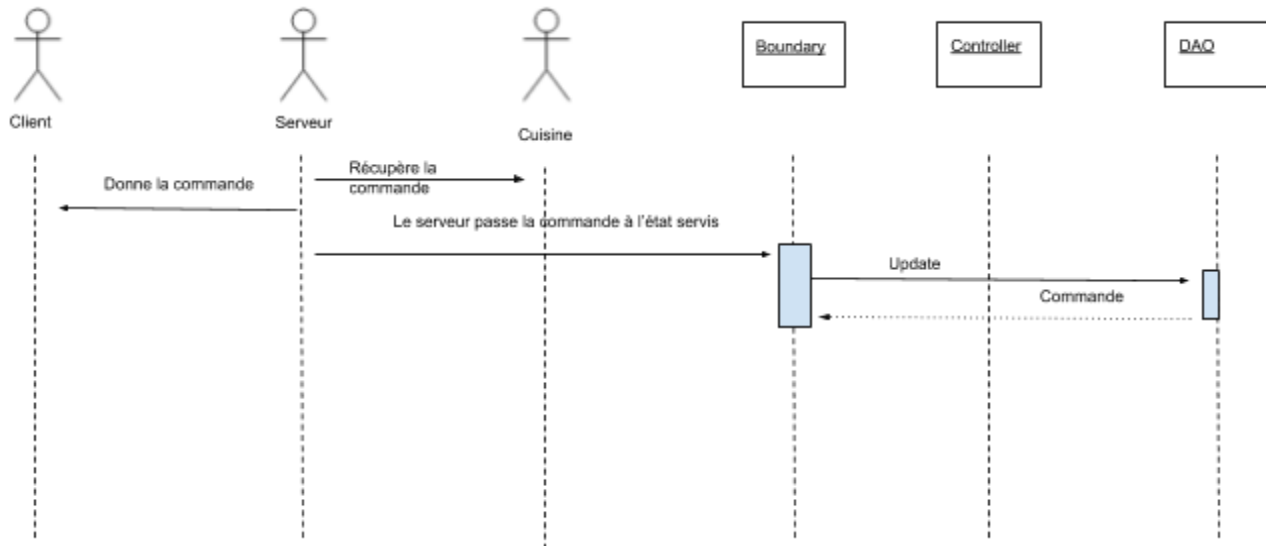 Client
Serveur
Cuisine
Boundary
Controller
DAO
Récupère la
commande
Donne la commande
Le serveur passe la commande à l'état servis
Update
Commande